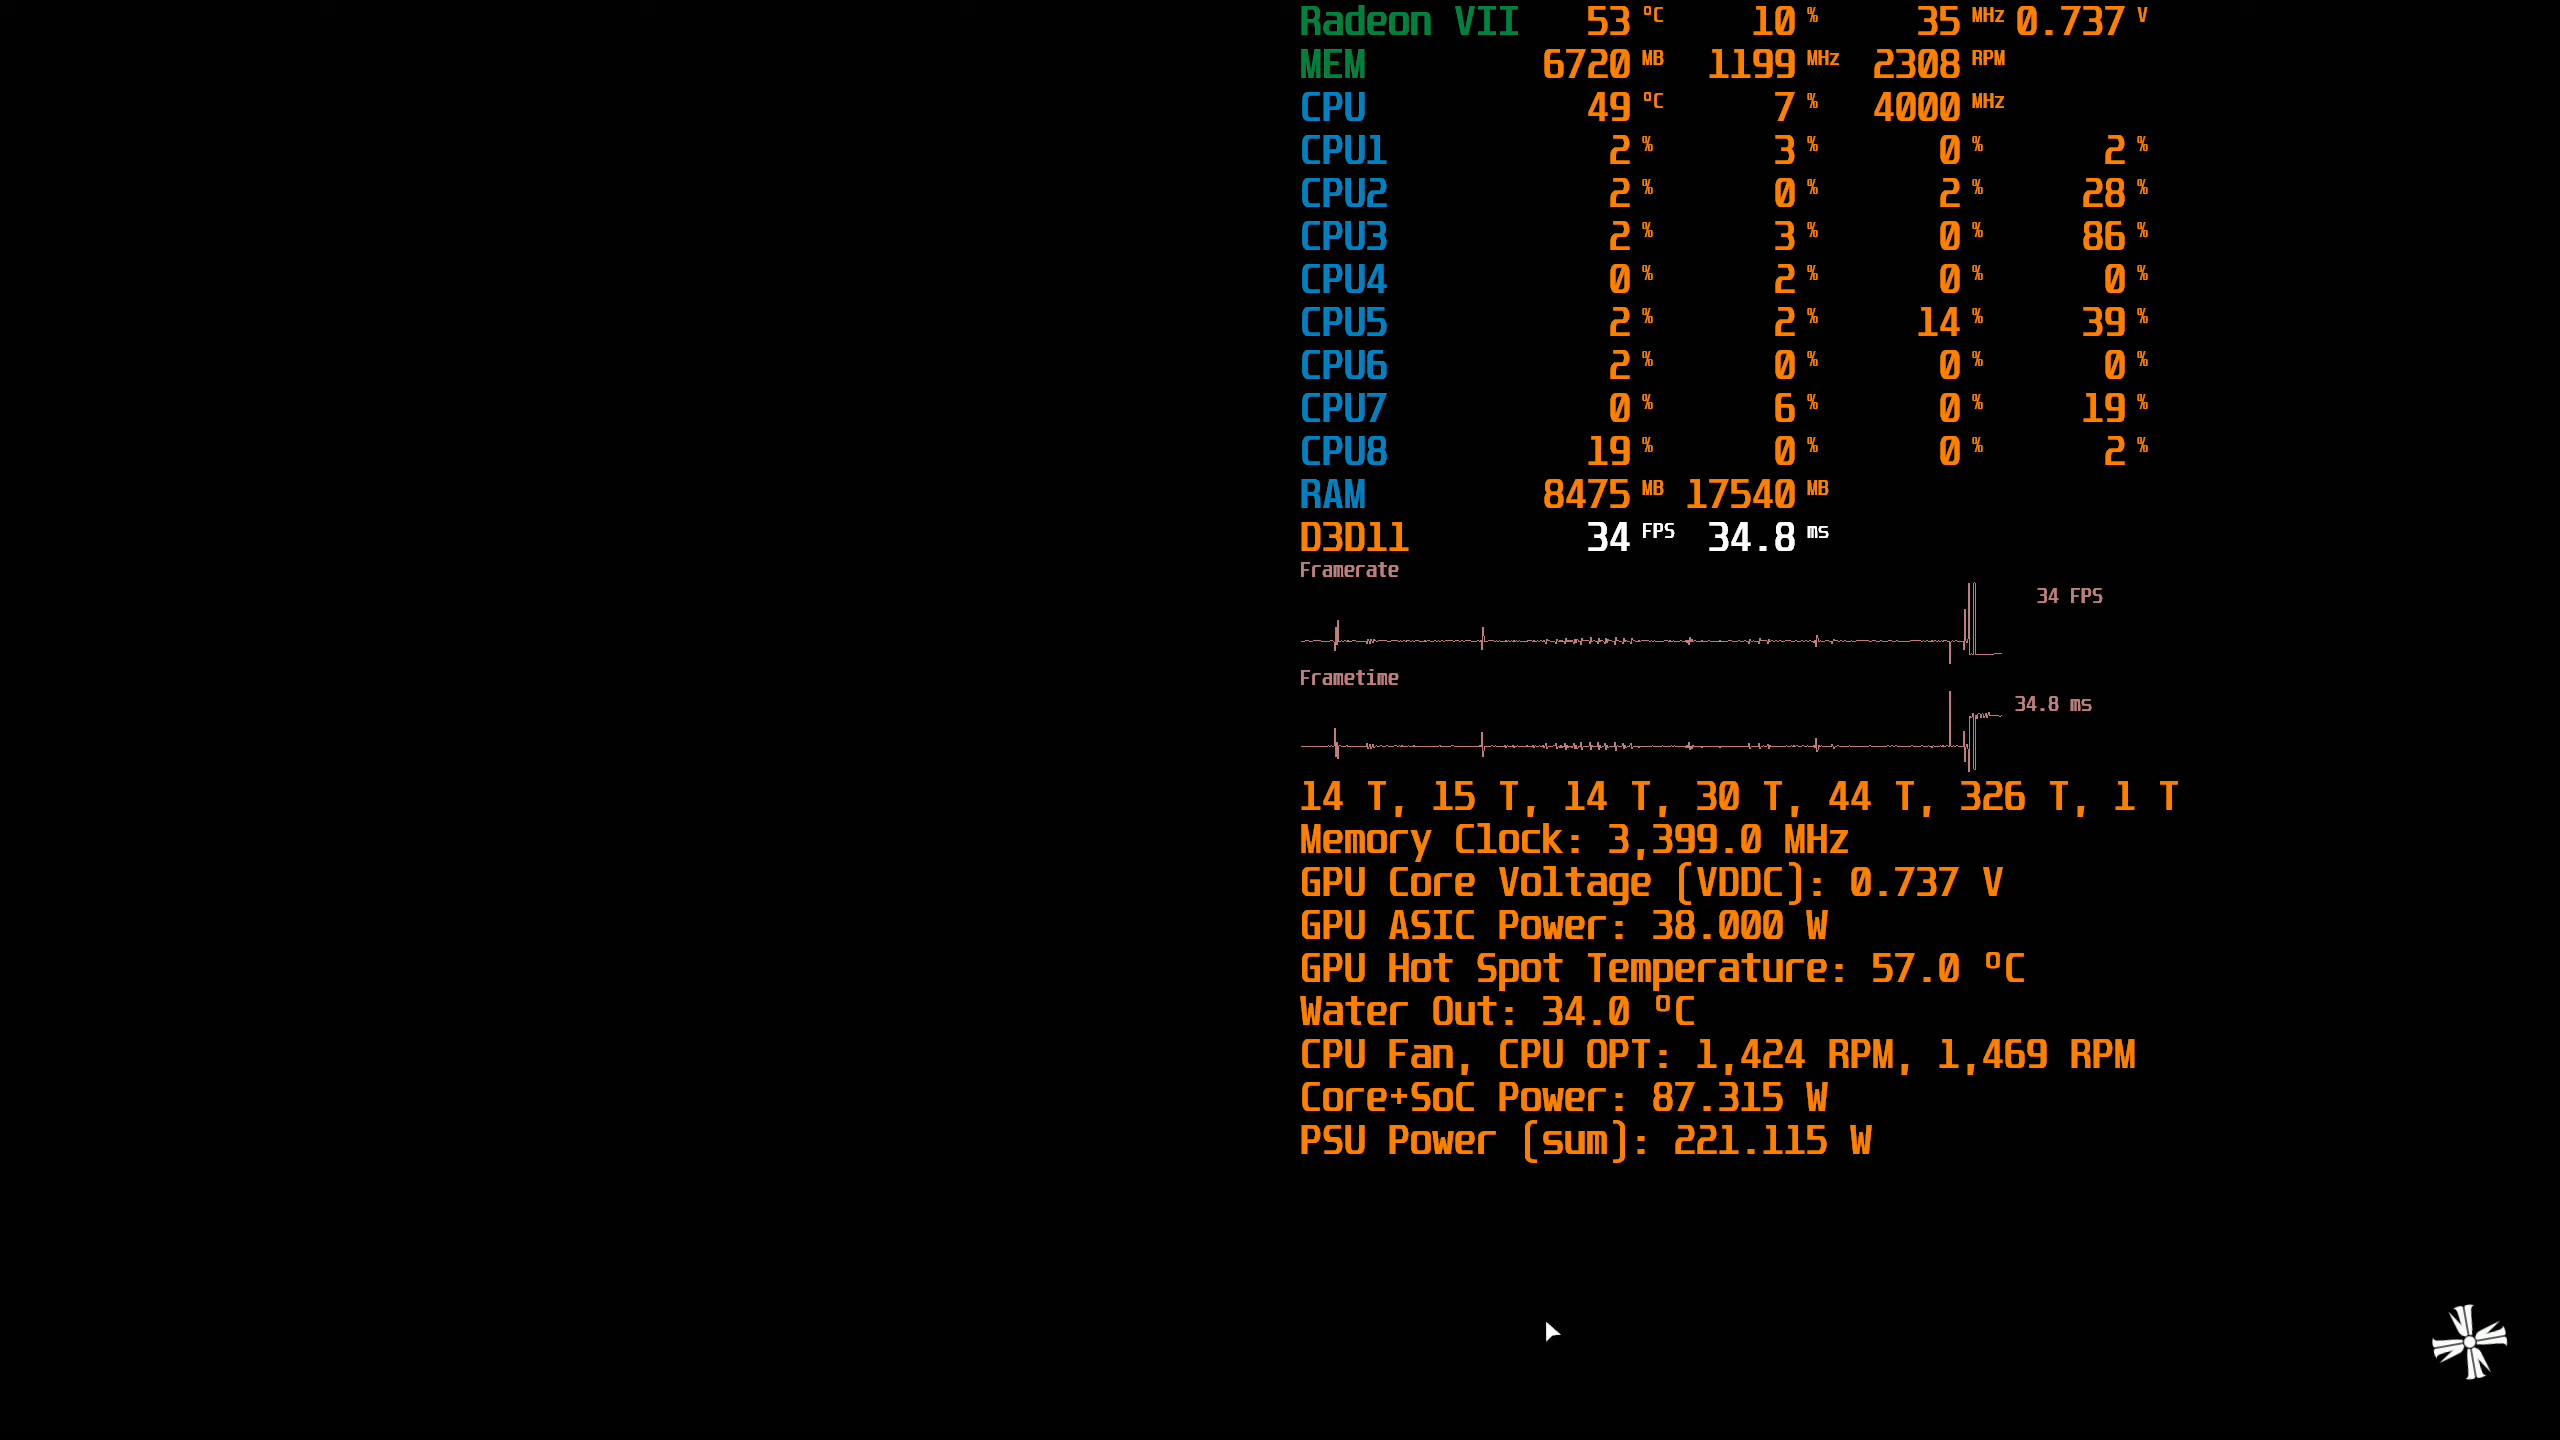 Radeon VII 53 °C 10 % 35 MHz 0.737 V
MEM 6720 MB 1199 MHz 2308 RPM
CPU 49 °C 7 % 4000 MHz
CPU1 2 % 3 % 0 % 2 %
CPU2 2 % 0 % 2 % 28 %
CPU3 2 % 3 % 0 % 86 %
CPU4 0 % 2 % 0 % 0 %
CPU5 2 % 2 % 14 % 39 %
CPU6 2 % 0 % 0 % 0 %
CPU7 0 % 6 % 0 % 19 %
CPU8 19 % 0 % 0 % 2 %
RAM 8475 MB 17540 MB
D3D11 34 FPS 34.8 ms
Framerate
34 FPS
Frametime
34.8 ms
14 T, 15 T, 14 T, 30 T, 44 T, 326 T, 1 T
Memory Clock: 3,399.0 MHz
GPU Core Voltage (VDDC): 0.737 V
GPU ASIC Power: 38.000 W
GPU Hot Spot Temperature: 57.0 °C
Water Out: 34.0 °C
CPU Fan, CPU OPT: 1,424 RPM, 1,469 RPM
Core+SoC Power: 87.315 W
PSU Power (sum): 221.115 W